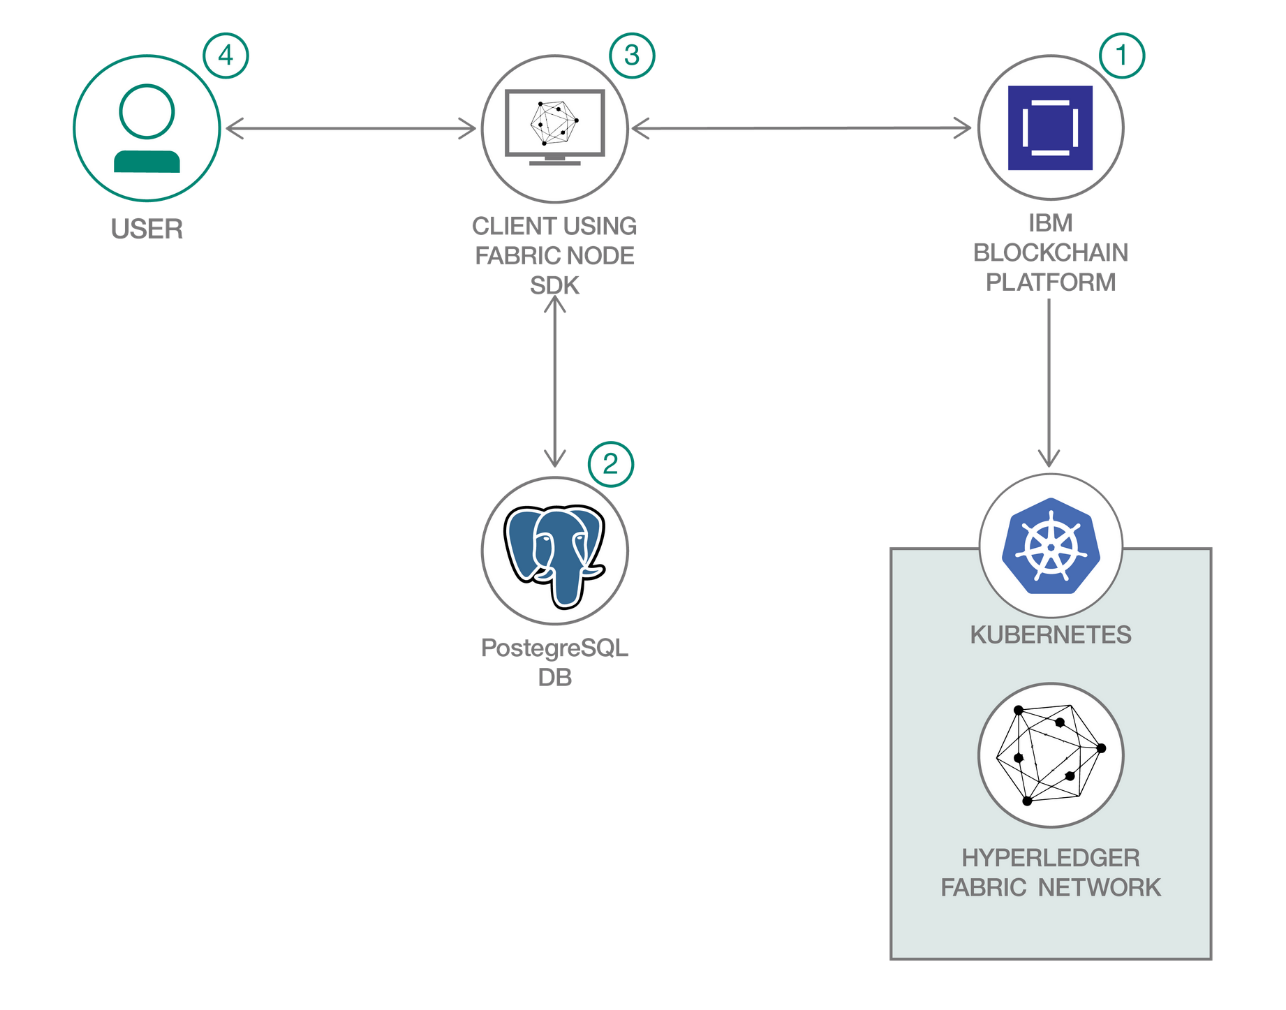 4
USER
3
CLIENT USING
FABRIC NODE
SDK
1
IBM
BLOCKCHAIN
PLATFORM
2
PostegreSQL
DB
KUBERNETES
HYPERLEDGER
FABRIC NETWORK